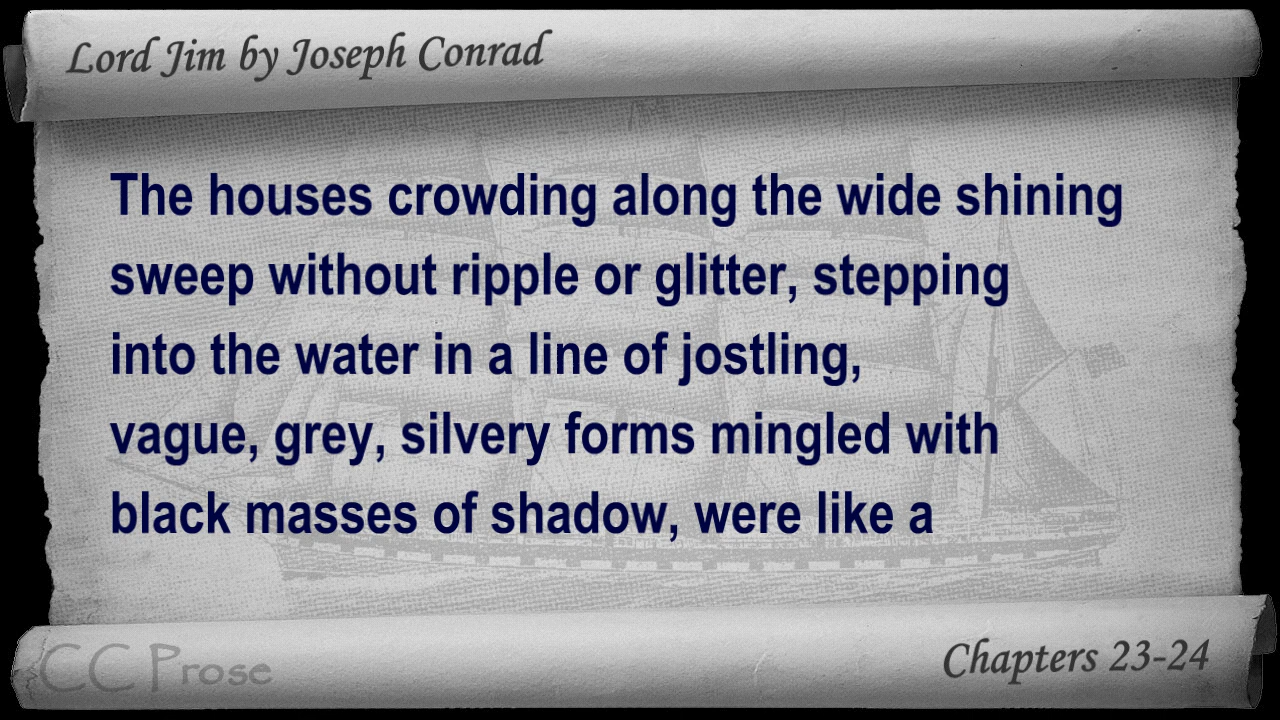 Lord Jim by Joseph Conrad
The houses crowding along the wide shining
sweep without ripple or glitter, stepping
into the water in a line of jostling,
vague, grey, silvery forms mingled with
black masses of shadow, were like a
CC Prose
Chapters 23-24